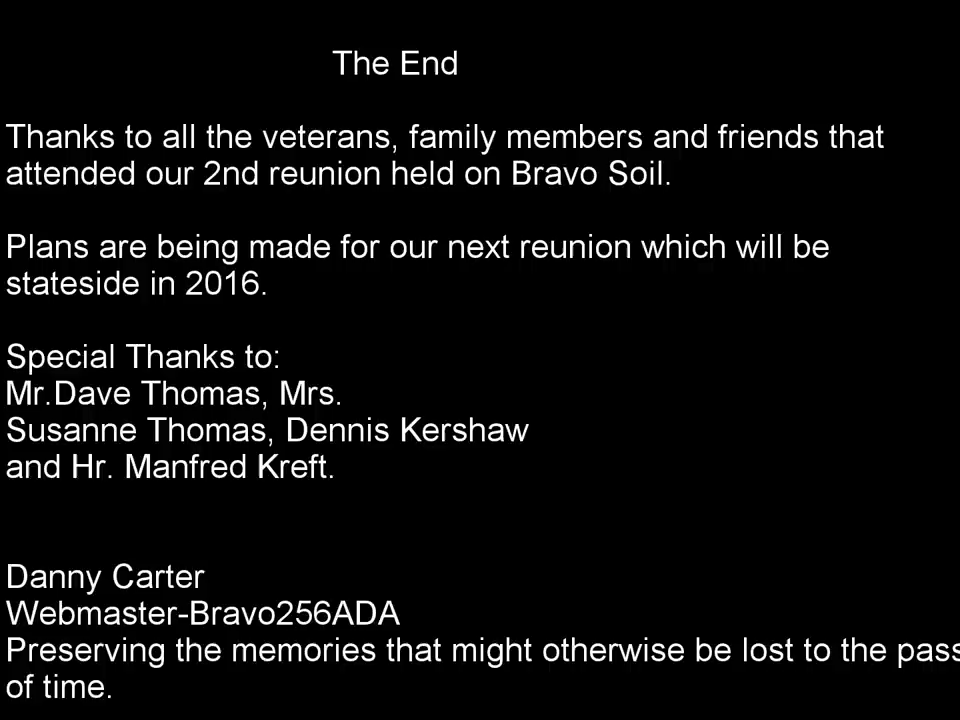 The End
Thanks to all the veterans, family members and friends that
attended our 2nd reunion held on Bravo Soil.
Plans are being made for our next reunion which will be
stateside in 2016.
Special Thanks to:
Mr.Dave Thomas, Mrs.
Susanne Thomas, Dennis Kershaw
and Hr. Manfred Kreft.
Danny Carter
Webmaster-Bravo256ADA
Preserving the memories that might otherwise be lost to the pass
of time.